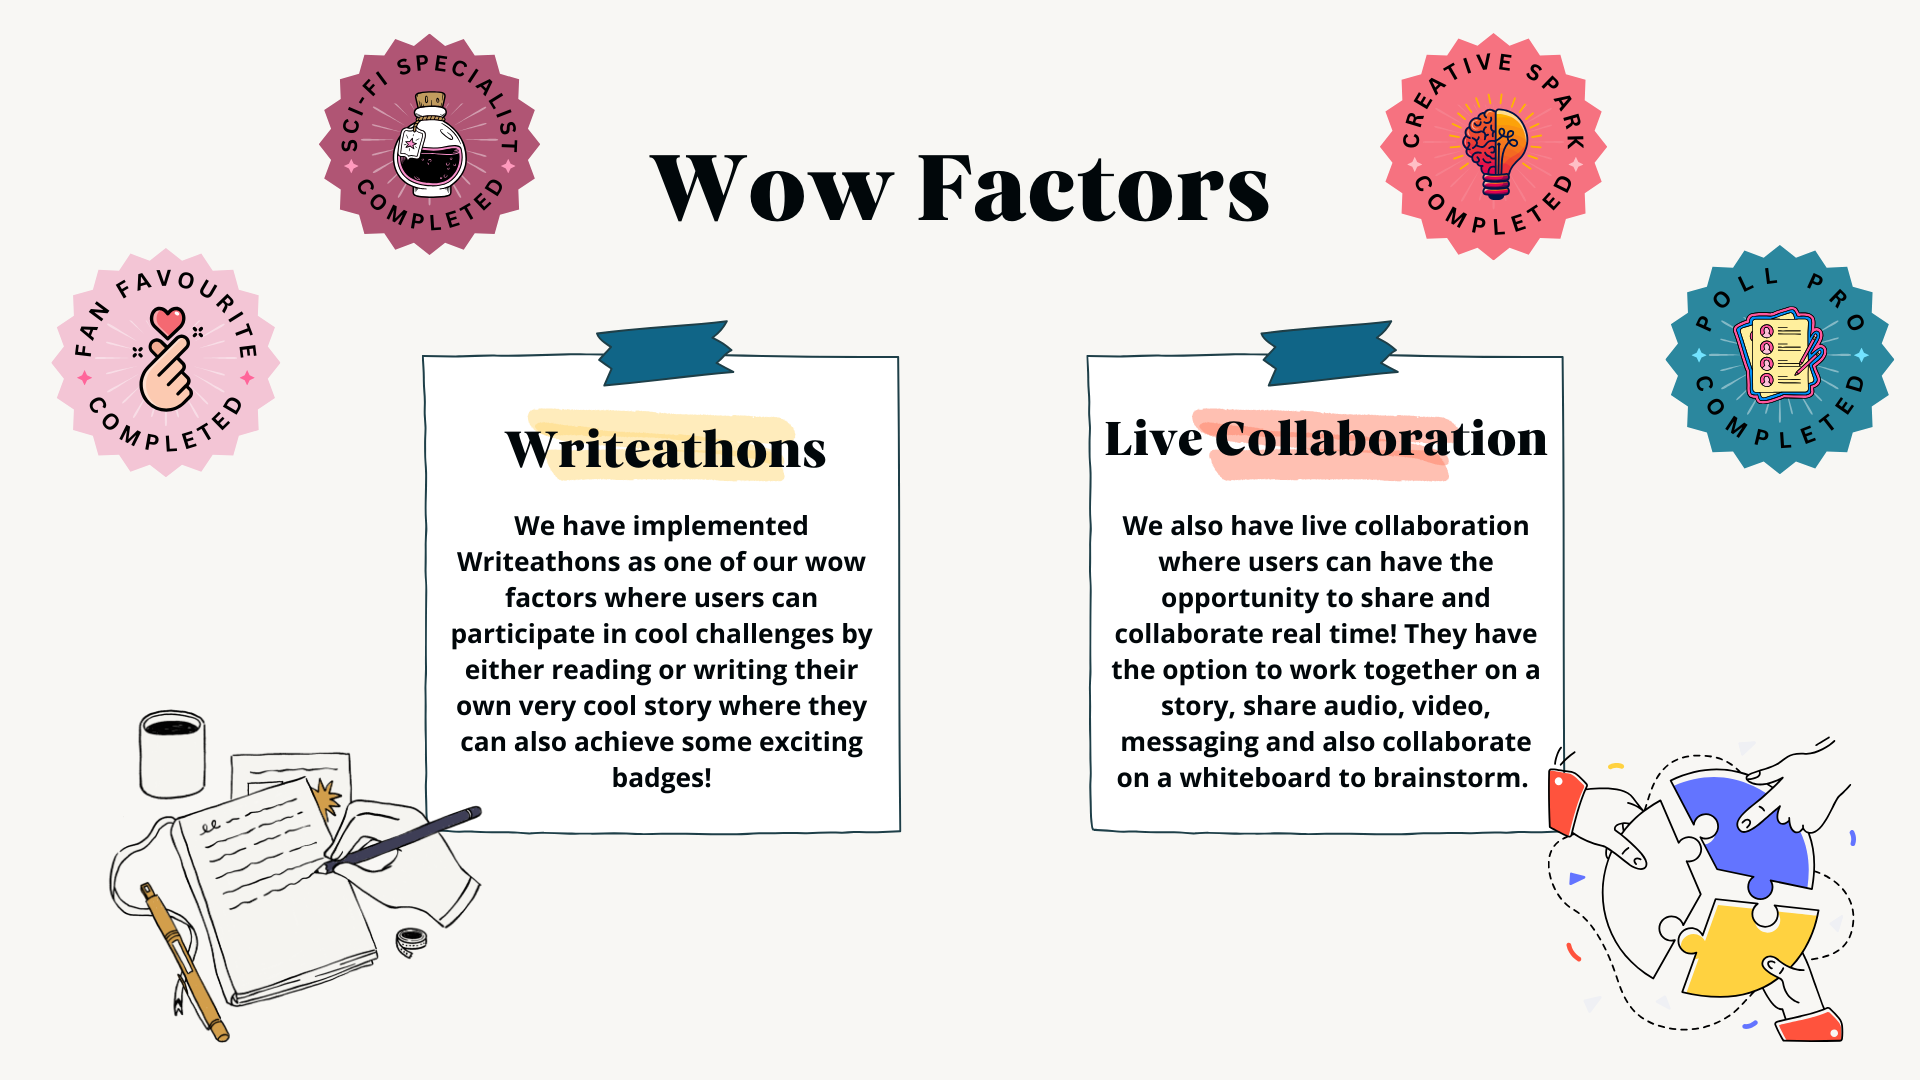 SCI-FI SPECIALIST
COMPLETED
CREATIVE SPARK
COMPLETED
Wow Factors
FAN FAVOURITE
COMPLETED
POLL PRO
COMPLETED
Writeathons
We have implemented
Writeathons as one of our wow
factors where users can
participate in cool challenges by
either reading or writing their
own very cool story where they
can also achieve some exciting
badges!
Live Collaboration
We also have live collaboration
where users can have the
opportunity to share and
collaborate real time! They have
the option to work together on a
story, share audio, video,
messaging and also collaborate
on a whiteboard to brainstorm.